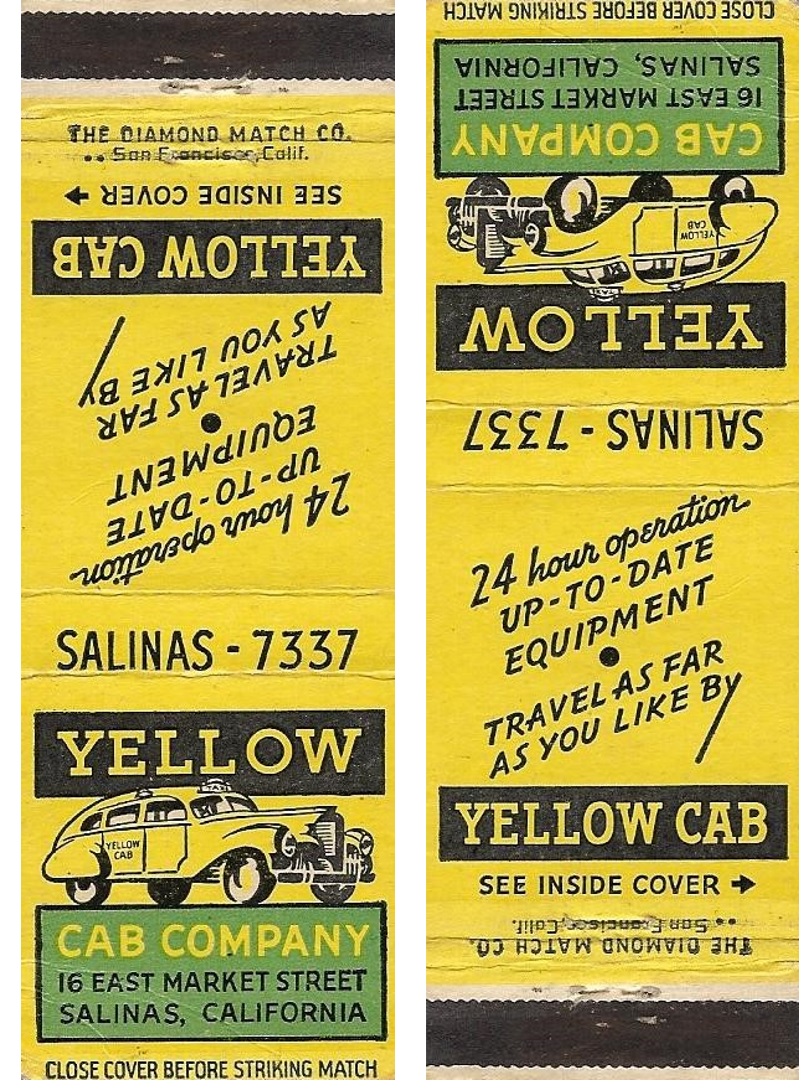 THE DIAMOND MATCH CO.
San Francisco, Calif.
SEE INSIDE COVER →
YELLOW CAB
24 hour operation
UP-TO-DATE
EQUIPMENT
TRAVEL AS FAR
AS YOU LIKE BY
SALINAS - 7337
YELLOW
TAXI
YELLOW
CAB
CAB COMPANY
16 EAST MARKET STREET
SALINAS, CALIFORNIA
CLOSE COVER BEFORE STRIKING MATCH
CLOSE COVER BEFORE STRIKING MATCH
YELLOW
TAXI
YELLOW
CAB
CAB COMPANY
16 EAST MARKET STREET
SALINAS, CALIFORNIA
SALINAS - 7337
24 hour operation
UP-TO-DATE
EQUIPMENT
TRAVEL AS FAR
AS YOU LIKE BY
YELLOW CAB
SEE INSIDE COVER →
THE DIAMOND MATCH CO.
San Francisco, Calif.